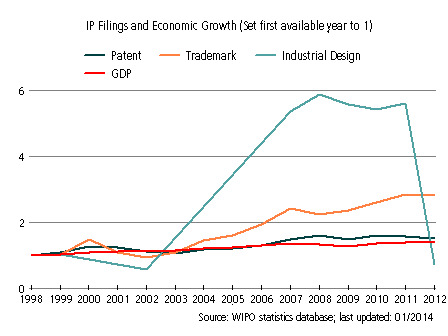 IP Filings and Economic Growth (Set first available year to 1)
Patent Trademark Industrial Design
GDP
6
4
2
0
1998 1999 2000 2001 2002 2003 2004 2005 2006 2007 2008 2009 2010 2011 2012
Source: WIPO statistics database; last updated: 01/2014